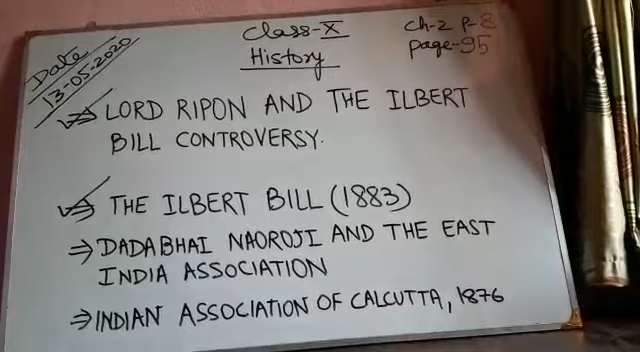 Date
13-05-2020
Class-X
History
Ch-2 P-8
page-95
LORD RIPON AND THE ILBERT
BILL CONTROVERSY.
THE ILBERT BILL (1883)
⇒ DADABHAI NAOROJI AND THE EAST
INDIA ASSOCIATION
⇒ INDIAN ASSOCIATION OF CALCUTTA, 1876